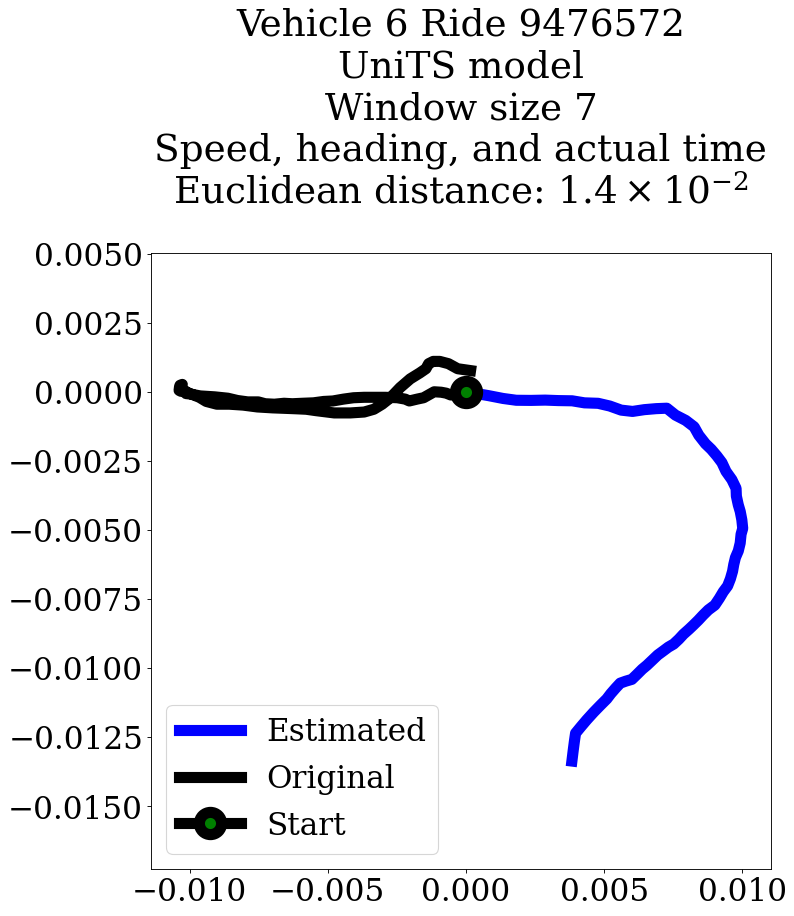 Vehicle 6 Ride 9476572
UniTS model
Window size 7
Speed, heading, and actual time
Euclidean distance: 1.4 × 10⁻²
0.0050
0.0025
0.0000
−0.0025
−0.0050
−0.0075
−0.0100
−0.0125
−0.0150
Estimated
Original
Start
−0.010 −0.005 0.000 0.005 0.010